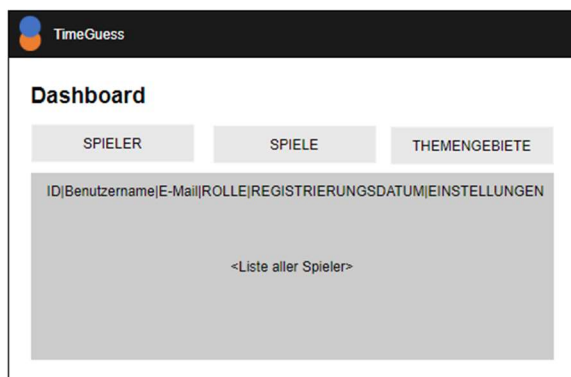 TimeGuess
Dashboard
SPIELER SPIELE THEMENGEBIETE
ID|Benutzername|E-Mail|ROLLE|REGISTRIERUNGSDATUM|EINSTELLUNGEN
<Liste aller Spieler>